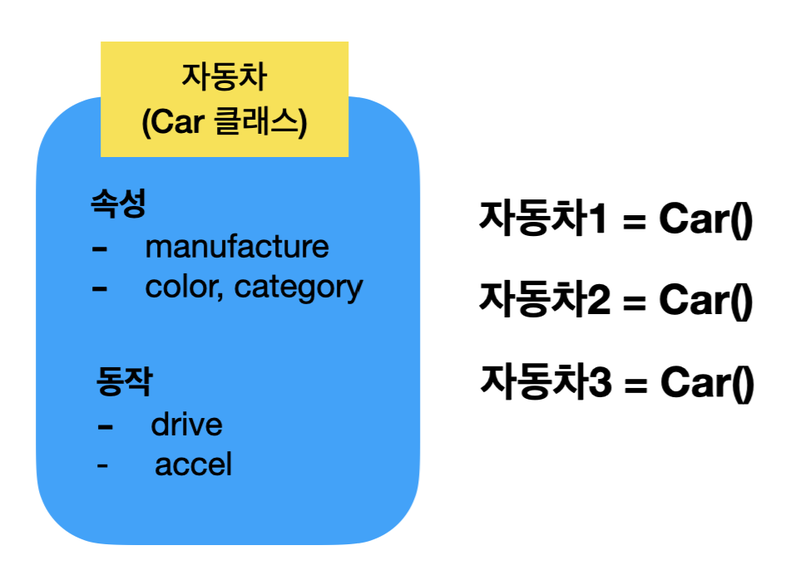 자동차
(Car 클래스)
속성
- manufacture
- color, category
동작
- drive
- accel
자동차1 = Car()
자동차2 = Car()
자동차3 = Car()